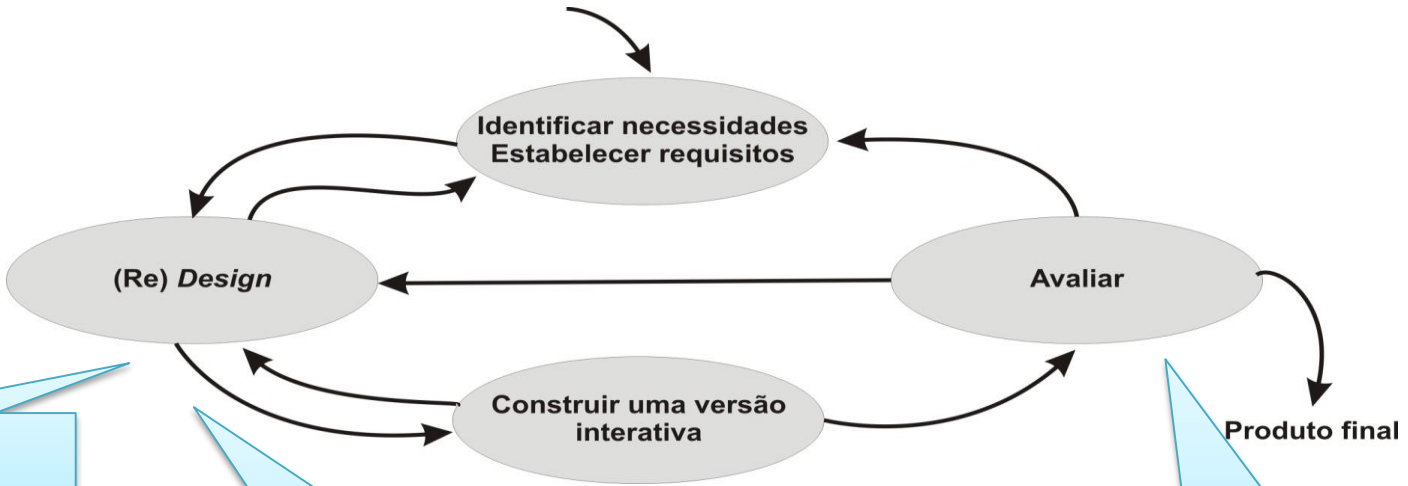 Identificar necessidades
Estabelecer requisitos
(Re) Design
Avaliar
Construir uma versão
interativa
Produto final